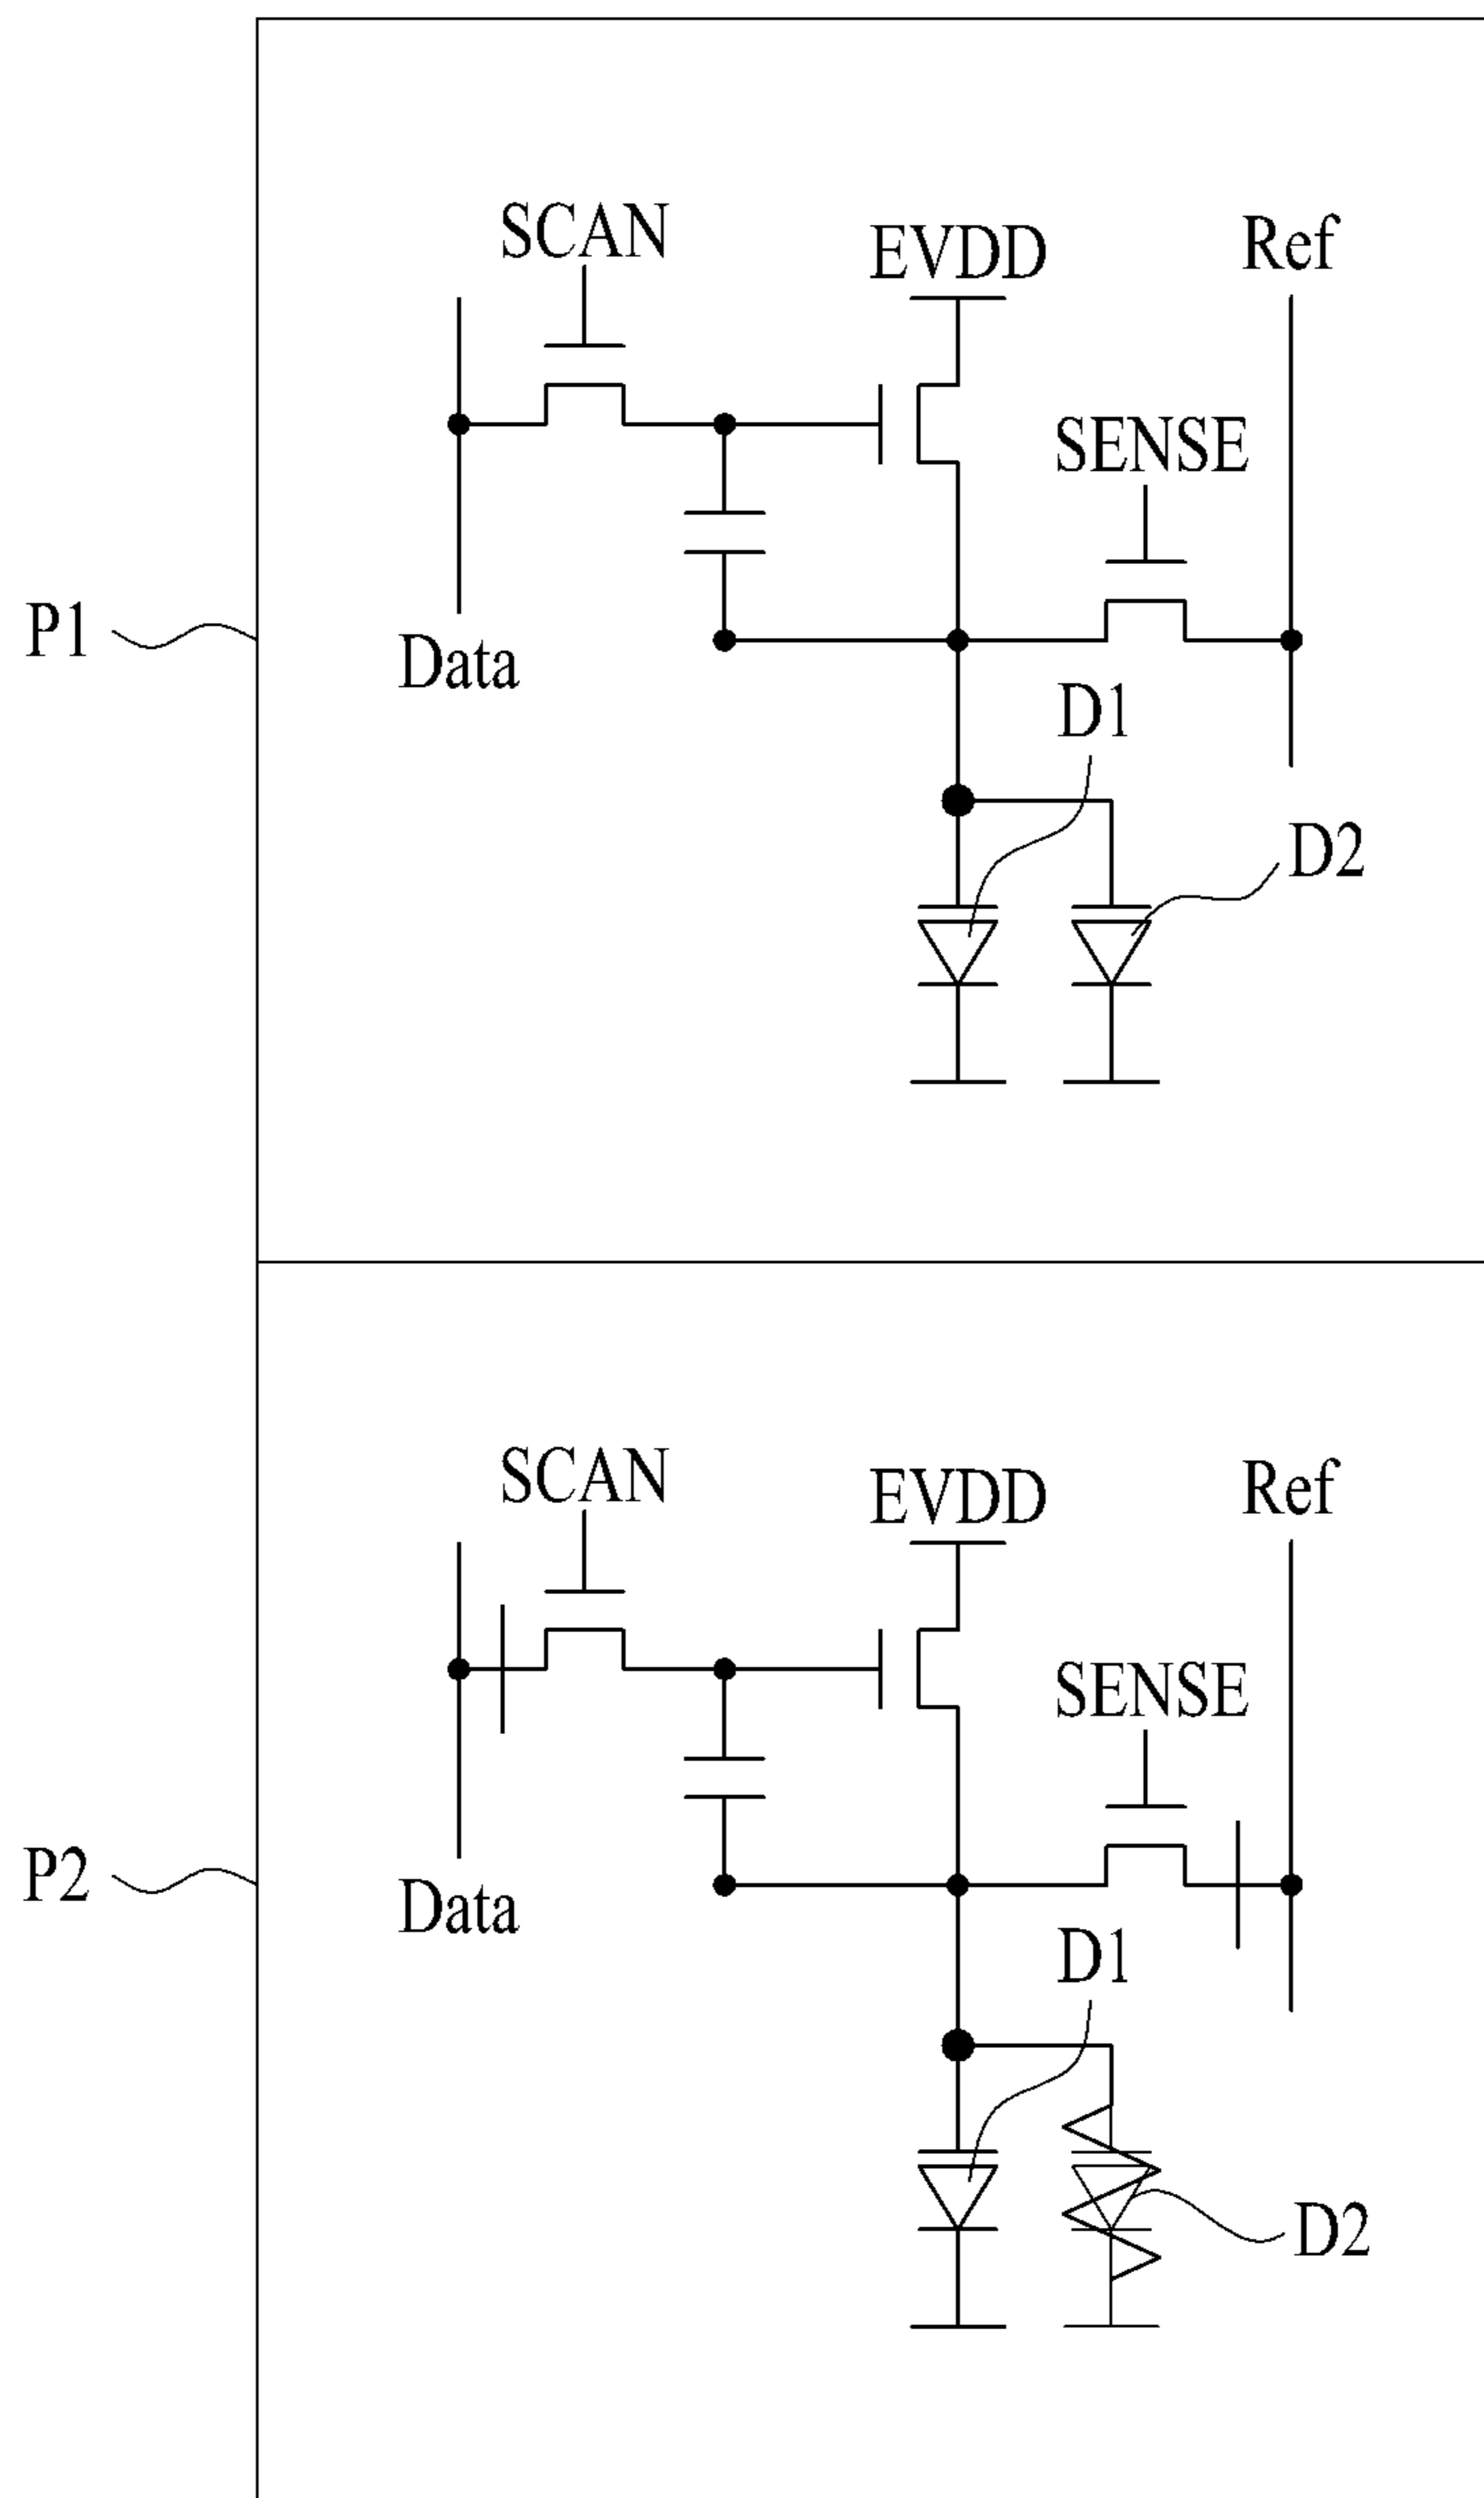 SCAN
EVDD
Ref
SENSE
P1
Data
D1
D2
SCAN
EVDD
Ref
SENSE
P2
Data
D1
D2